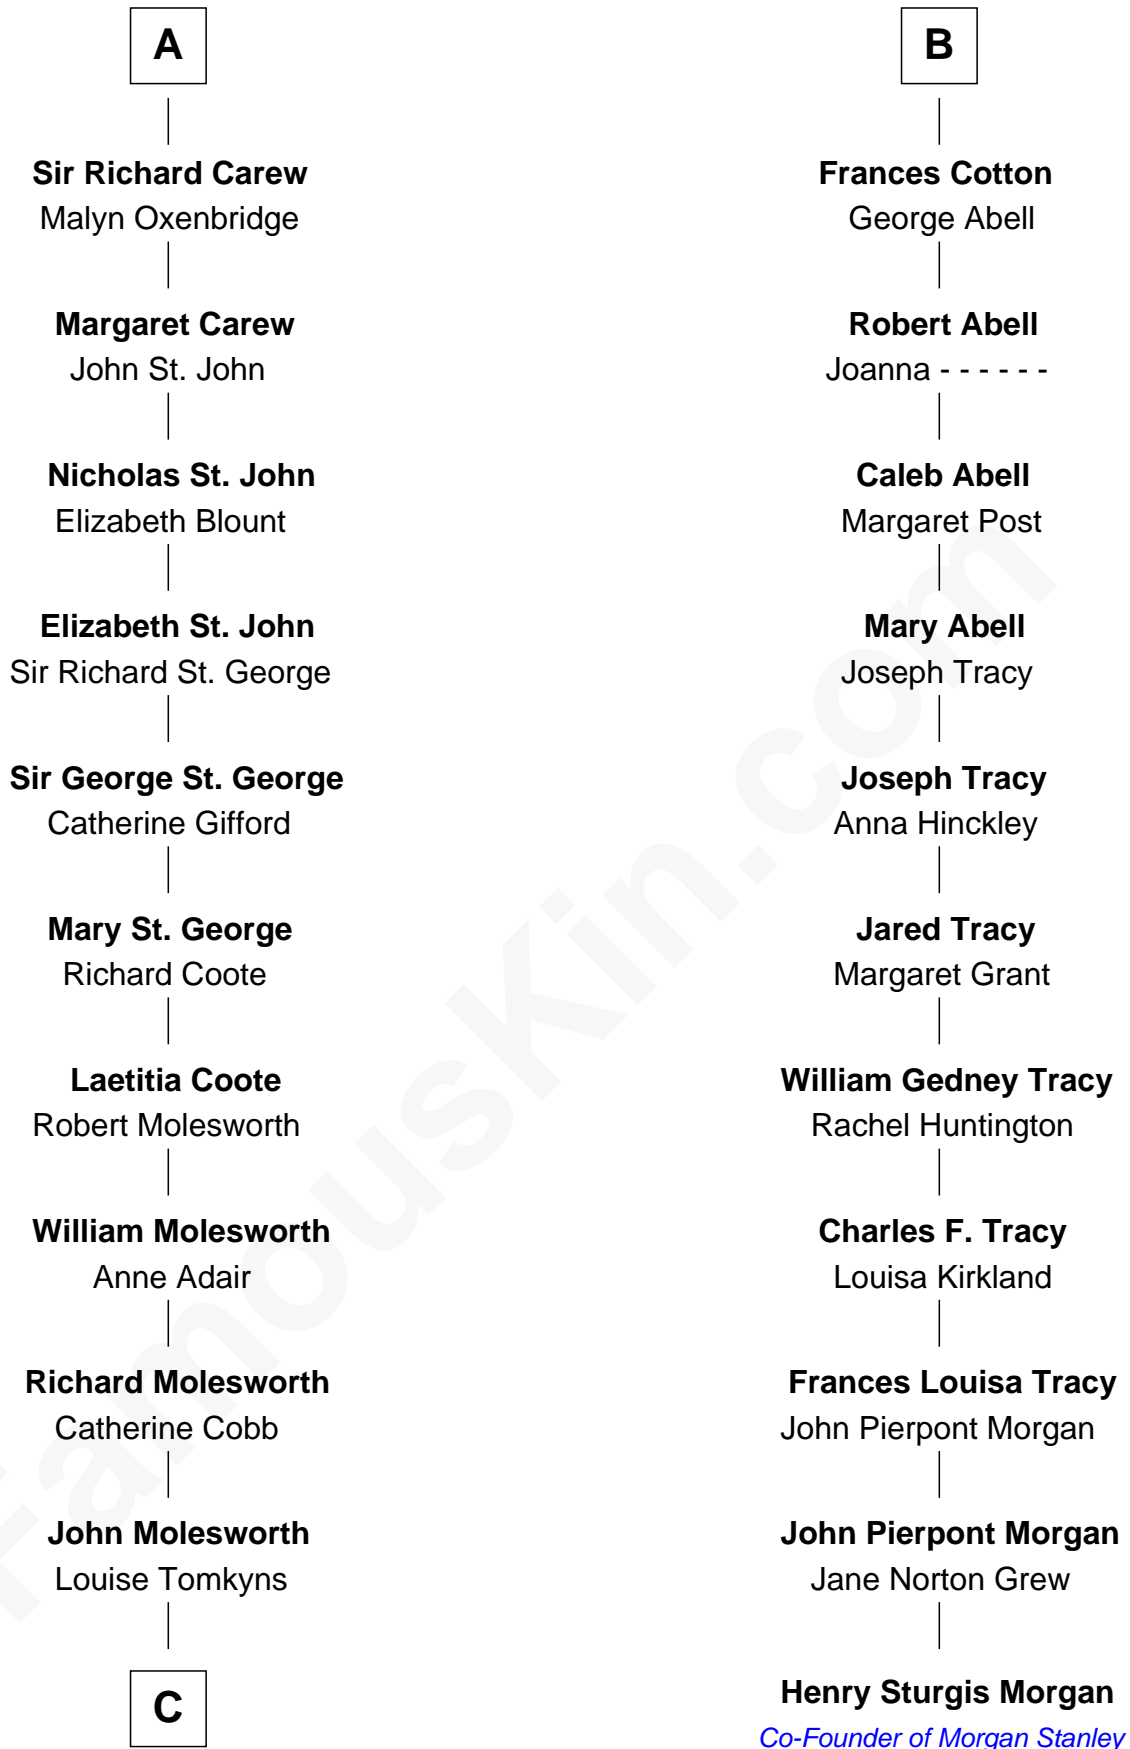 A
Sir Richard Carew
Malyn Oxenbridge
Margaret Carew
John St. John
Nicholas St. John
Elizabeth Blount
Elizabeth St. John
Sir Richard St. George
Sir George St. George
Catherine Gifford
Mary St. George
Richard Coote
Laetitia Coote
Robert Molesworth
William Molesworth
Anne Adair
Richard Molesworth
Catherine Cobb
John Molesworth
Louise Tomkyns
C
B
Frances Cotton
George Abell
Robert Abell
Joanna - - - - - -
Caleb Abell
Margaret Post
Mary Abell
Joseph Tracy
Joseph Tracy
Anna Hinckley
Jared Tracy
Margaret Grant
William Gedney Tracy
Rachel Huntington
Charles F. Tracy
Louisa Kirkland
Frances Louisa Tracy
John Pierpont Morgan
John Pierpont Morgan
Jane Norton Grew
Henry Sturgis Morgan
Co-Founder of Morgan Stanley
FamousKin.com